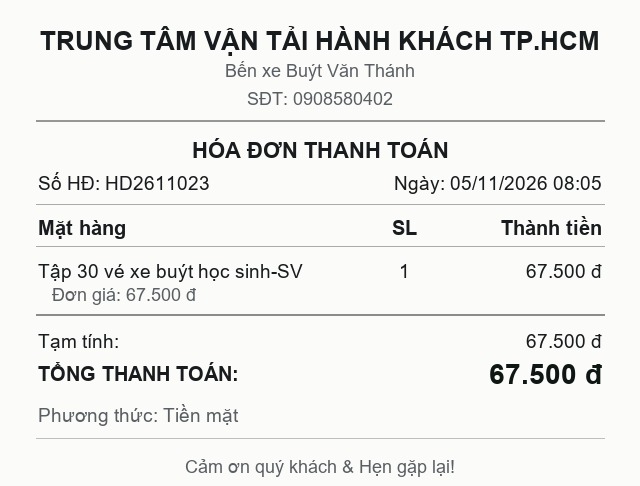 TRUNG TÂM VẬN TẢI HÀNH KHÁCH TP.HCM
Bến xe Buýt Văn Thánh
SĐT: 0908580402
HÓA ĐƠN THANH TOÁN
Số HĐ: HD2611023 Ngày: 05/11/2026 08:05
Mặt hàng SL Thành tiền
Tập 30 vé xe buýt học sinh-SV 1 67.500 đ
Đơn giá: 67.500 đ
Tạm tính: 67.500 đ
TỔNG THANH TOÁN: 67.500 đ
Phương thức: Tiền mặt
Cảm ơn quý khách & Hẹn gặp lại!